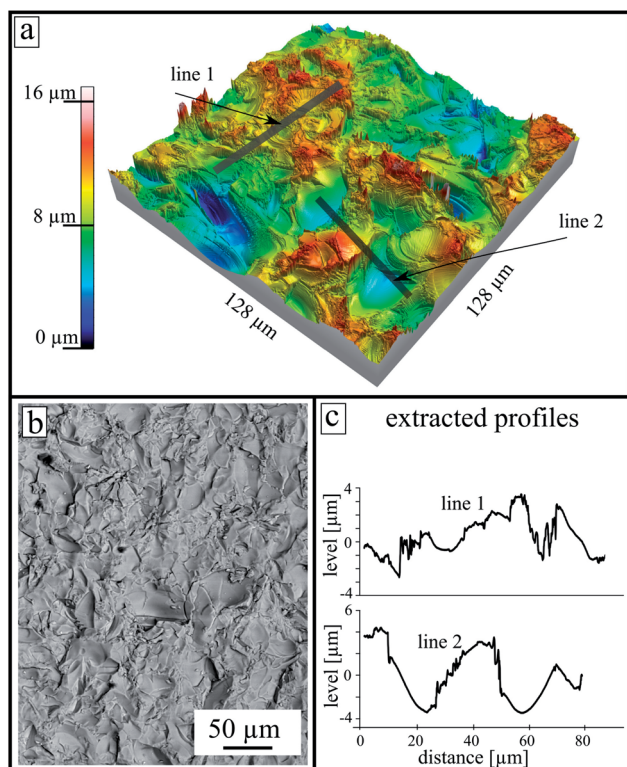 a
16 µm
8 µm
0 µm
line 1
line 2
128 µm
128 µm
b
50 µm
c
extracted profiles
level [µm]
4
0
-4
line 1
level [µm]
6
0
-4
line 2
0 20 40 60 80
distance [µm]